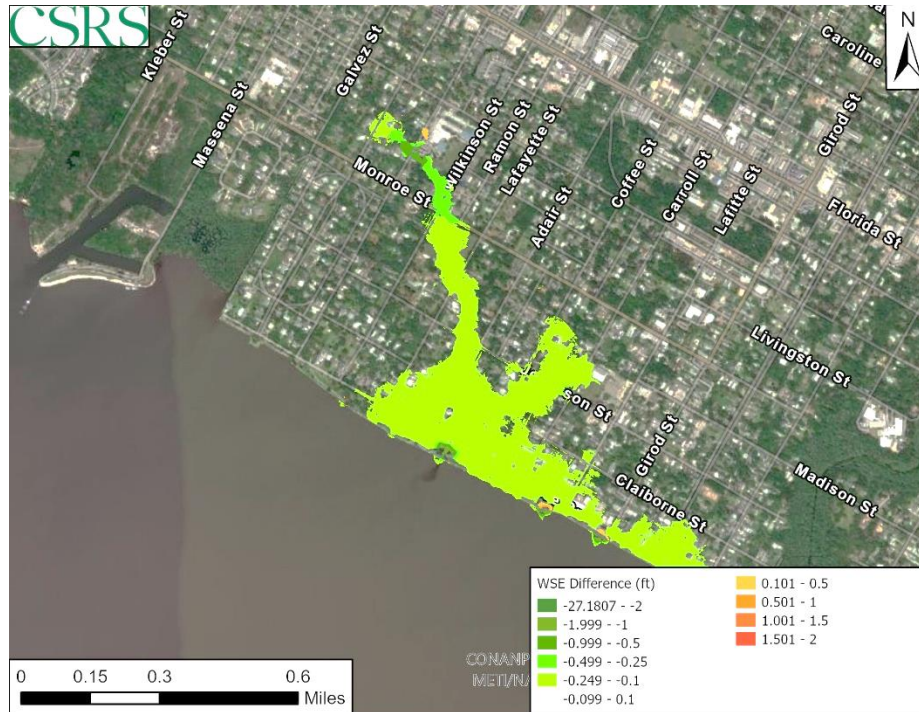 CSRS
N
Kleber St
Massena St
Galvez St
Monroe St
Wilkinson St
Ramon St
Lafayette St
Adair St
Coffee St
Carroll St
Lafitte St
Girod St
Caroline
Florida St
Livingston St
Madison St
son St
Girod St
Claiborne St
WSE Difference (ft)
-27.1807 - -2
-1.999 - -1
-0.999 - -0.5
-0.499 - -0.25
-0.249 - -0.1
-0.099 - 0.1
0.101 - 0.5
0.501 - 1
1.001 - 1.5
1.501 - 2
CONANP
METI/NA
0 0.15 0.3 0.6
Miles